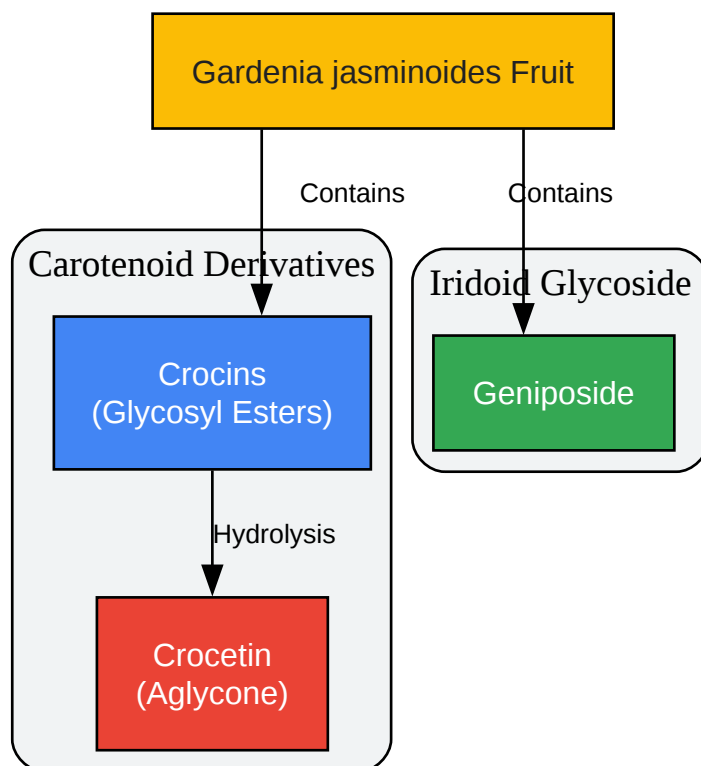 Gardenia jasminoides Fruit
Contains
Contains
Carotenoid Derivatives
Iridoid Glycoside
Crocins
(Glycosyl Esters)
Geniposide
Hydrolysis
Crocetin
(Aglycone)